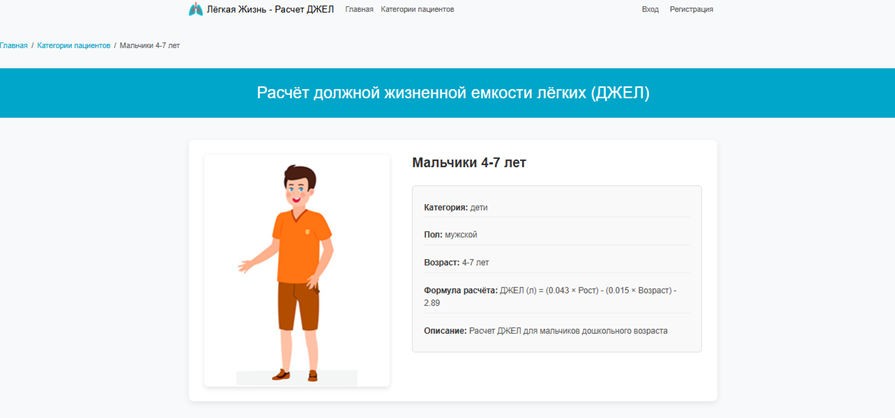 Лёгкая Жизнь - Расчет ДЖЕЛ Главная Категории пациентов Вход Регистрация
Главная / Категории пациентов / Мальчики 4-7 лет
Расчёт должной жизненной емкости лёгких (ДЖЕЛ)
Мальчики 4-7 лет
Категория: дети
Пол: мужской
Возраст: 4-7 лет
Формула расчёта: ДЖЕЛ (л) = (0.043 × Рост) - (0.015 × Возраст) -
2.89
Описание: Расчет ДЖЕЛ для мальчиков дошкольного возраста